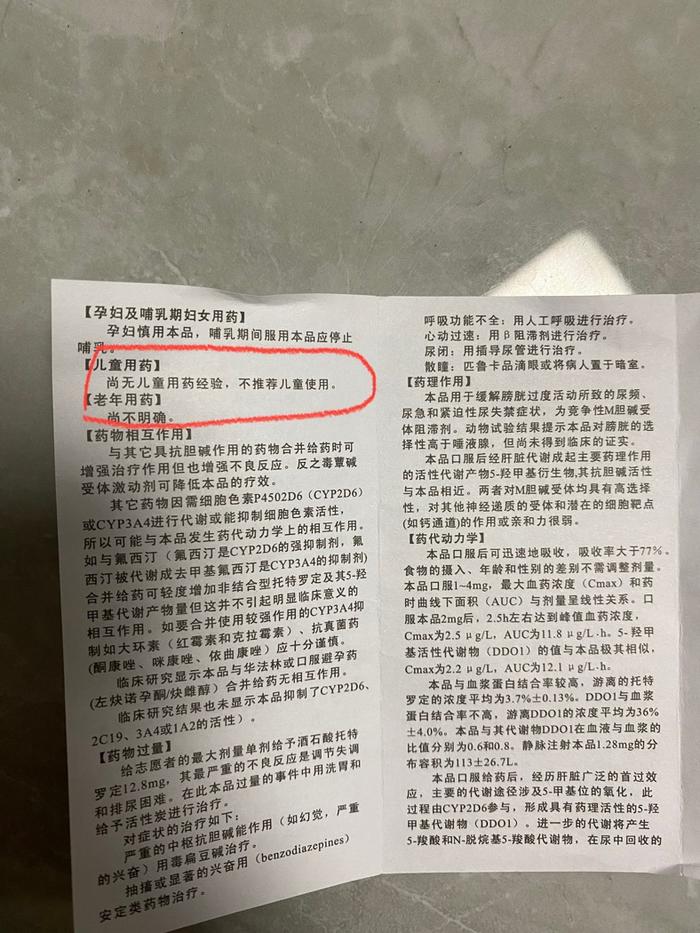 【孕妇及哺乳期妇女用药】
孕妇慎用本品，哺乳期间服用本品应停止
哺乳。
【儿童用药】
尚无儿童用药经验，不推荐儿童使用。
【老年用药】
尚不明确。
【药物相互作用】
与其它具抗胆碱作用的药物合并给药时可
增强治疗作用但也增强不良反应。反之毒蕈碱
受体激动剂可降低本品的疗效。
其它药物因需细胞色素P4502D6（CYP2D6）
或CYP3A4进行代谢或能抑制细胞色素活性，
所以可能与本品发生药代动力学上的相互作用。
如与氟西汀（氟西汀是CYP2D6的强抑制剂，氟
西汀被代谢成去甲基氟西汀是CYP3A4的抑制剂)
合并给药可轻度增加非结合型托特罗定及其5-羟
甲基代谢产物量但这并不引起明显临床意义的
相互作用。如要合并使用较强作用的CYP3A4抑
制如大环素（红霉素和克拉霉素）、抗真菌药
(酮康唑、咪康唑、依曲康唑）应十分谨慎。
临床研究显示本品与华法林或口服避孕药
(左炔诺孕酮/炔雌醇）合并给药无相互作用。
临床研究结果也未显示本品抑制了CYP2D6、
2C19、3A4或1A2的活性）。
【药物过量】
给志愿者的最大剂量单剂给予酒石酸托特
罗定12.8mg，其最严重的不良反应是调节失调
和排尿困难。在此本品过量的事件中用洗胃和
给予活性炭进行治疗。
对症状的治疗如下：
严重的中枢抗胆碱能作用（如幻觉，严重
的兴奋）用毒扁豆碱治疗。
抽搐或显著的兴奋用（benzodiazepines）
安定类药物治疗。
呼吸功能不全：用人工呼吸进行治疗。
心动过速：用β阻滞剂进行治疗。
尿闭：用插导尿管进行治疗。
散瞳：匹鲁卡品滴眼或将病人置于暗室。
【药理作用】
本品用于缓解膀胱过度活动所致的尿频、
尿急和紧迫性尿失禁症状，为竞争性M胆碱受
体阻滞剂。动物试验结果提示本品对膀胱的选
择性高于唾液腺，但尚未得到临床的证实。
本品口服后经肝脏代谢成起主要药理作用
的活性代谢产物5-羟甲基衍生物,其抗胆碱活性
与本品相近。两者对M胆碱受体均具有高选择
性，对其他神经递质的受体和潜在的细胞靶点
(如钙通道)的作用或亲和力很弱。
【药代动力学】
本品口服后可迅速地吸收，吸收率大于77%。
食物的摄入、年龄和性别的差别不需调整剂量。
本品口服1~4mg，最大血药浓度（Cmax）和药
时曲线下面积（AUC）与剂量呈线性关系。口
服本品2mg后，2.5h左右达到峰值血药浓度，
Cmax为2.5 μg/L，AUC为11.8 μg/L·h。5-羟甲
基活性代谢物（DDO1）的值与本品极其相似，
Cmax为2.2 μg/L，AUC为12.1 μg/L·h。
本品与血浆蛋白结合率较高，游离的托特
罗定的浓度平均为3.7%±0.13%。DDO1与血浆
蛋白结合率不高，游离DDO1的浓度平均为36%
±4.0%。本品与其代谢物DDO1在血液与血浆的
比值分别为0.6和0.8。静脉注射本品1.28mg的分
布容积为113±26.7L。
本品口服给药后，经历肝脏广泛的首过效
应，主要的代谢途径涉及5-甲基位的氧化，此
过程由CYP2D6参与，形成具有药理活性的5-羟
甲基代谢物（DDO1）。进一步的代谢将产生
5-羧酸和N-脱烷基5-羧酸代谢物，在尿中回收的